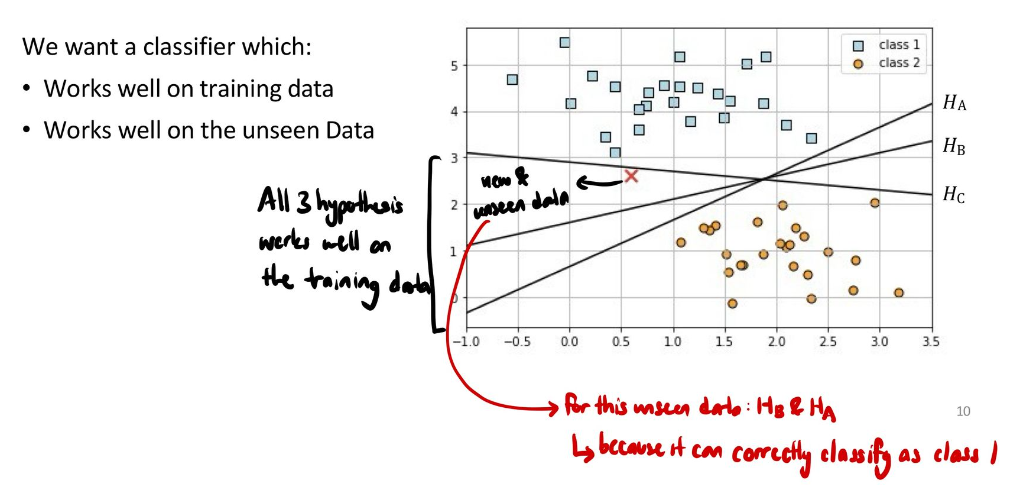 We want a classifier which:
• Works well on training data
• Works well on the unseen Data
All 3 hypothesis
works well on
the training data
new &
unseen data
class 1
class 2
5
4
3
2
1
0
−1.0 −0.5 0.0 0.5 1.0 1.5 2.0 2.5 3.0 3.5
H_A
H_B
H_C
for this unseen data: H_B & H_A
↳ because it can correctly classify as class 1
10